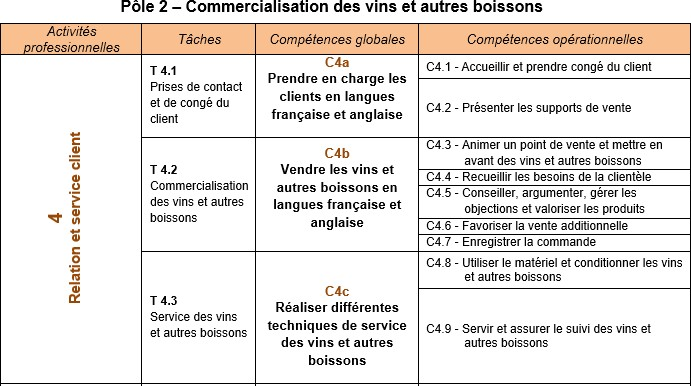 Pôle 2 – Commercialisation des vins et autres boissons
Activités
professionnelles
Tâches
Compétences globales
Compétences opérationnelles
4
Relation et service client
T 4.1
Prises de contact
et de congé du
client
C4a
Prendre en charge les
clients en langues
française et anglaise
C4.1 - Accueillir et prendre congé du client
C4.2 - Présenter les supports de vente
T 4.2
Commercialisation
des vins et autres
boissons
C4b
Vendre les vins et
autres boissons en
langues française et
anglaise
C4.3 - Animer un point de vente et mettre en
avant des vins et autres boissons
C4.4 - Recueillir les besoins de la clientèle
C4.5 - Conseiller, argumenter, gérer les
objections et valoriser les produits
C4.6 - Favoriser la vente additionnelle
C4.7 - Enregistrer la commande
T 4.3
Service des vins
et autres boissons
C4c
Réaliser différentes
techniques de service
des vins et autres
boissons
C4.8 - Utiliser le matériel et conditionner les vins
et autres boissons
C4.9 - Servir et assurer le suivi des vins et
autres boissons